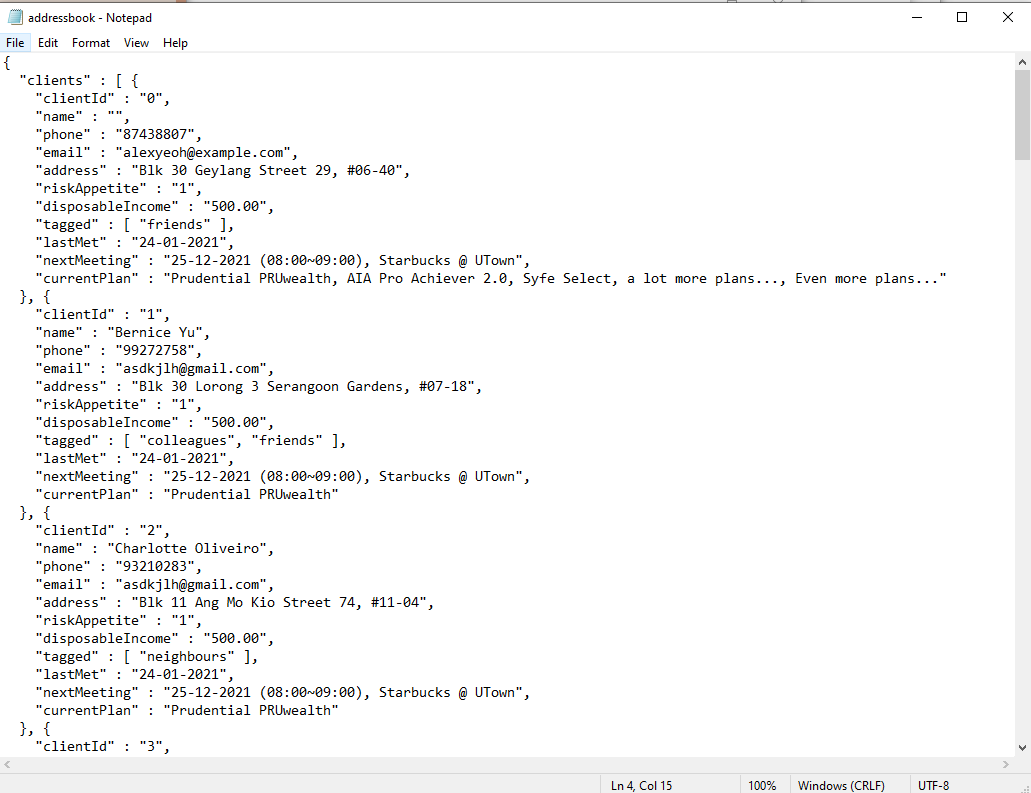 addressbook - Notepad
File Edit Format View Help
{
  "clients" : [ {
    "clientId" : "0",
    "name" : "",
    "phone" : "87438807",
    "email" : "alexyeoh@example.com",
    "address" : "Blk 30 Geylang Street 29, #06-40",
    "riskAppetite" : "1",
    "disposableIncome" : "500.00",
    "tagged" : [ "friends" ],
    "lastMet" : "24-01-2021",
    "nextMeeting" : "25-12-2021 (08:00~09:00), Starbucks @ UTown",
    "currentPlan" : "Prudential PRUwealth, AIA Pro Achiever 2.0, Syfe Select, a lot more plans..., Even more plans..."
  }, {
    "clientId" : "1",
    "name" : "Bernice Yu",
    "phone" : "99272758",
    "email" : "asdkjlh@gmail.com",
    "address" : "Blk 30 Lorong 3 Serangoon Gardens, #07-18",
    "riskAppetite" : "1",
    "disposableIncome" : "500.00",
    "tagged" : [ "colleagues", "friends" ],
    "lastMet" : "24-01-2021",
    "nextMeeting" : "25-12-2021 (08:00~09:00), Starbucks @ UTown",
    "currentPlan" : "Prudential PRUwealth"
  }, {
    "clientId" : "2",
    "name" : "Charlotte Oliveiro",
    "phone" : "93210283",
    "email" : "asdkjlh@gmail.com",
    "address" : "Blk 11 Ang Mo Kio Street 74, #11-04",
    "riskAppetite" : "1",
    "disposableIncome" : "500.00",
    "tagged" : [ "neighbours" ],
    "lastMet" : "24-01-2021",
    "nextMeeting" : "25-12-2021 (08:00~09:00), Starbucks @ UTown",
    "currentPlan" : "Prudential PRUwealth"
  }, {
    "clientId" : "3",
Ln 4, Col 15 100% Windows (CRLF) UTF-8